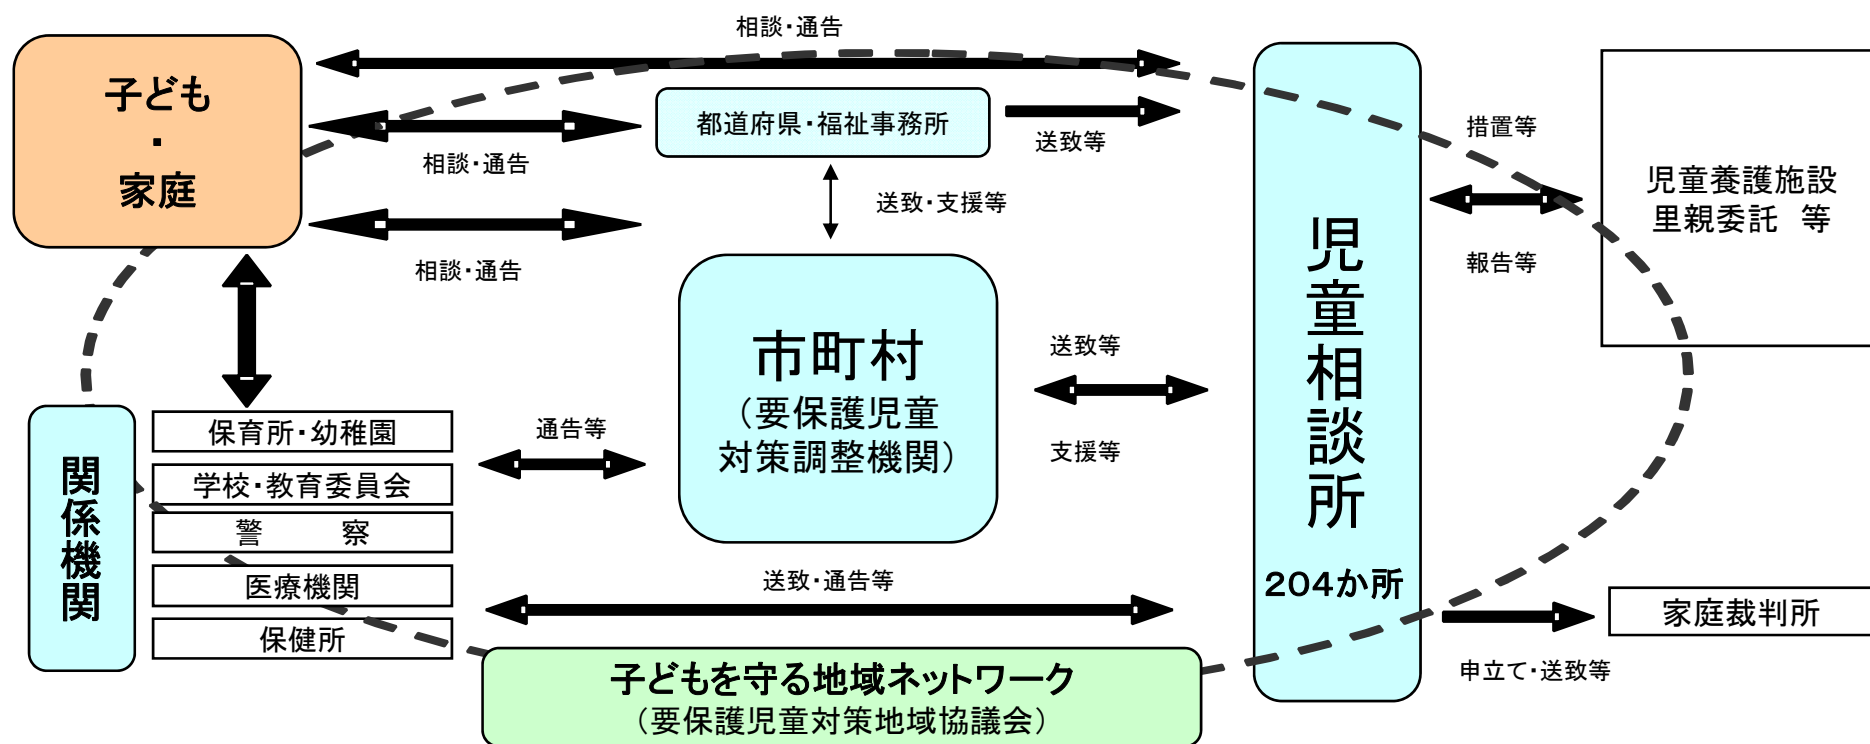 相談・通告
子ども
・
家庭
都道府県・福祉事務所
送致等
相談・通告
送致・支援等
相談・通告
措置等
児童養護施設
里親委託　等
報告等
児童相談所
204か所
市町村
（要保護児童
対策調整機関）
送致等
支援等
通告等
関係機関
保育所・幼稚園
学校・教育委員会
警　　察
医療機関
保健所
送致・通告等
子どもを守る地域ネットワーク
（要保護児童対策地域協議会）
家庭裁判所
申立て・送致等